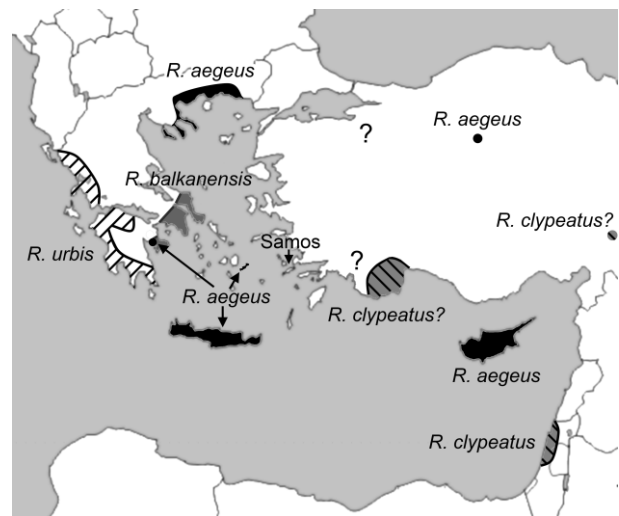 R. aegeus
?
R. aegeus
R. balkanensis
R. clypeatus?
R. urbis
Samos
?
R. aegeus
R. clypeatus?
R. aegeus
R. clypeatus